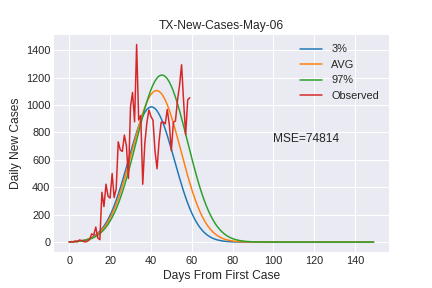 TX-New-Cases-May-06
1400
1200
1000
800
600
400
200
0
Daily New Cases
3%
AVG
97%
Observed
MSE=74814
0 20 40 60 80 100 120 140
Days From First Case